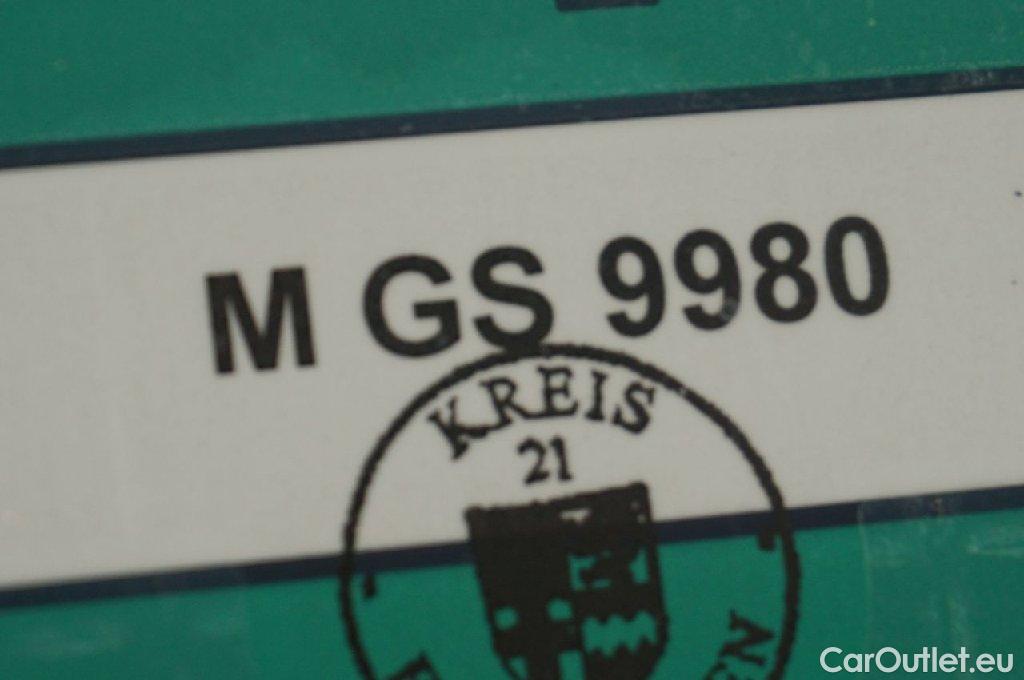 M GS 9980
KREIS
21
CarOutlet.eu